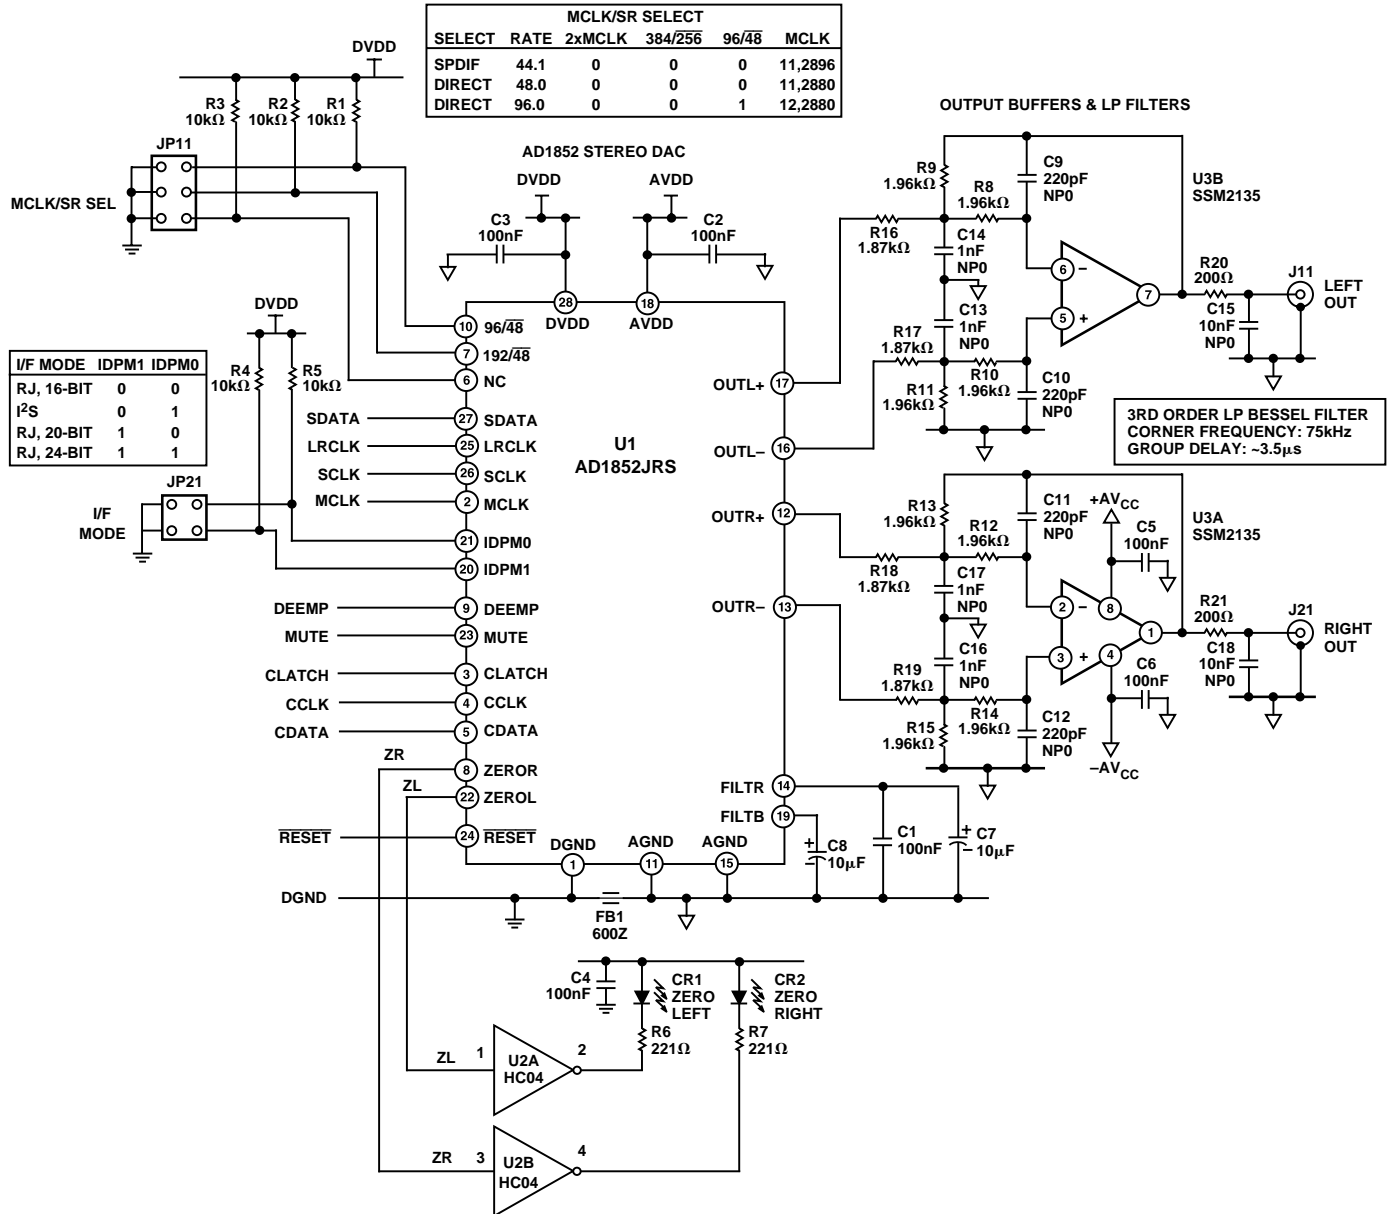 MCLK/SR SELECT
SELECT RATE 2xMCLK 384/256 96/48 MCLK
SPDIF 44.1 0 0 0 11,2896
DIRECT 48.0 0 0 0 11,2880
DIRECT 96.0 0 0 1 12,2880
DVDD
R3
10kΩ
R2
10kΩ
R1
10kΩ
JP11
MCLK/SR SEL
AD1852 STEREO DAC
DVDD
AVDD
C3
100nF
C2
100nF
28
DVDD
18
AVDD
DVDD
R4
10kΩ
R5
10kΩ
I/F MODE IDPM1 IDPM0
RJ, 16-BIT 0 0
I2S 0 1
RJ, 20-BIT 1 0
RJ, 24-BIT 1 1
JP21
I/F
MODE
10 96/48
7 192/48
6 NC
SDATA 27 SDATA
LRCLK 25 LRCLK
SCLK 26 SCLK
MCLK 2 MCLK
21 IDPM0
20 IDPM1
DEEMP 9 DEEMP
MUTE 23 MUTE
CLATCH 3 CLATCH
CCLK 4 CCLK
CDATA 5 CDATA
ZR
8 ZEROR
ZL
22 ZEROL
RESET 24 RESET
U1
AD1852JRS
OUTL+ 17
OUTL– 16
OUTR+ 12
OUTR– 13
FILTR 14
FILTB 19
DGND
1
AGND
11
AGND
15
DGND
FB1
600Z
C8
10μF
C1
100nF
C7
10μF
+
–
+
–
OUTPUT BUFFERS & LP FILTERS
R9
1.96kΩ
R8
1.96kΩ
C9
220pF
NP0
U3B
SSM2135
R16
1.87kΩ
C14
1nF
NP0
C13
1nF
NP0
R17
1.87kΩ
R10
1.96kΩ
R11
1.96kΩ
C10
220pF
NP0
6 –
5 +
7
R20
200Ω
C15
10nF
NP0
J11
LEFT
OUT
3RD ORDER LP BESSEL FILTER
CORNER FREQUENCY: 75kHz
GROUP DELAY: ~3.5μs
R13
1.96kΩ
R12
1.96kΩ
C11
220pF
NP0
+AVCC
C5
100nF
U3A
SSM2135
R18
1.87kΩ
C17
1nF
NP0
C16
1nF
NP0
R19
1.87kΩ
R14
1.96kΩ
R15
1.96kΩ
C12
220pF
NP0
2 –
3 +
8
4
1
C6
100nF
–AVCC
R21
200Ω
C18
10nF
NP0
J21
RIGHT
OUT
C4
100nF
CR1
ZERO
LEFT
CR2
ZERO
RIGHT
R6
221Ω
R7
221Ω
ZL 1
U2A
HC04
2
ZR 3
U2B
HC04
4